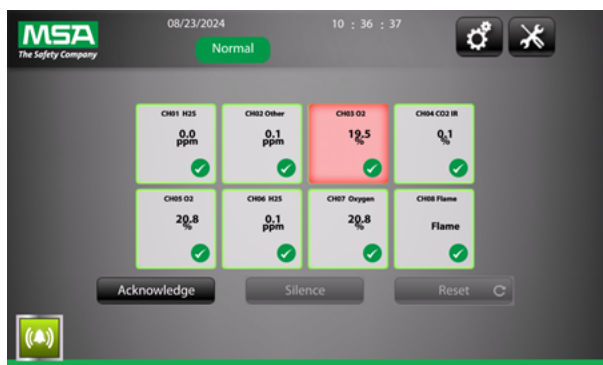 MSA
The Safety Company
08/23/2024
10 : 36 : 37
Normal
CH01 H2S
0.0
ppm
CH02 Other
0.1
ppm
CH03 O2
19.5
%
CH04 CO2 IR
0.1
%
CH05 O2
20.8
%
CH06 H2S
0.1
ppm
CH07 Oxygen
20.8
%
CH08 Flame
Flame
Acknowledge
Silence
Reset